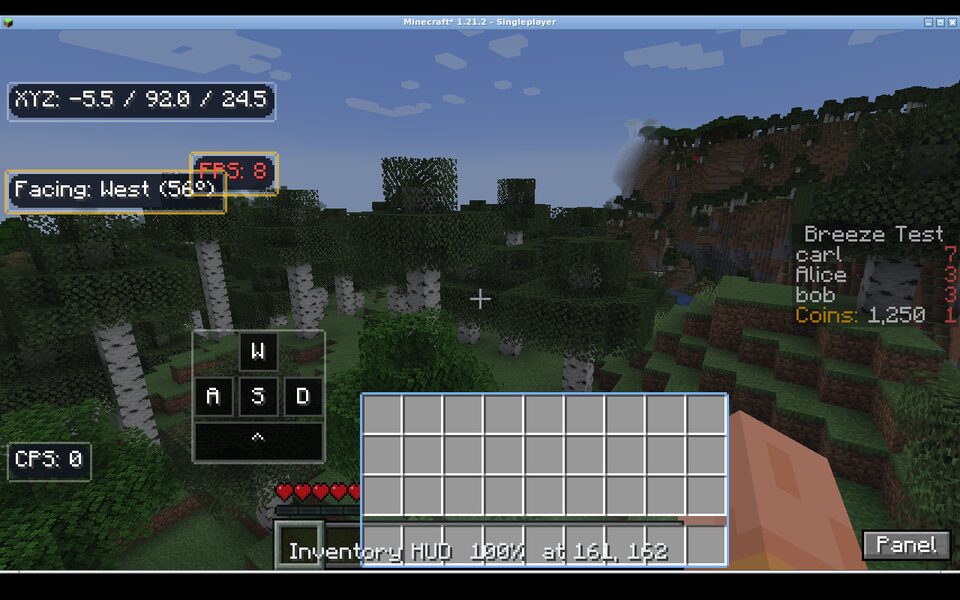 Minecraft* 1.21.2 - Singleplayer
XYZ: -5.5 / 92.0 / 24.5
FPS: 8
Facing: West (56°)
Breeze Test
carl 7
Alice 3
bob 3
Coins: 1,250 1
W
A S D
^
CPS: 0
Inventory HUD 100% at 161, 162
Panel